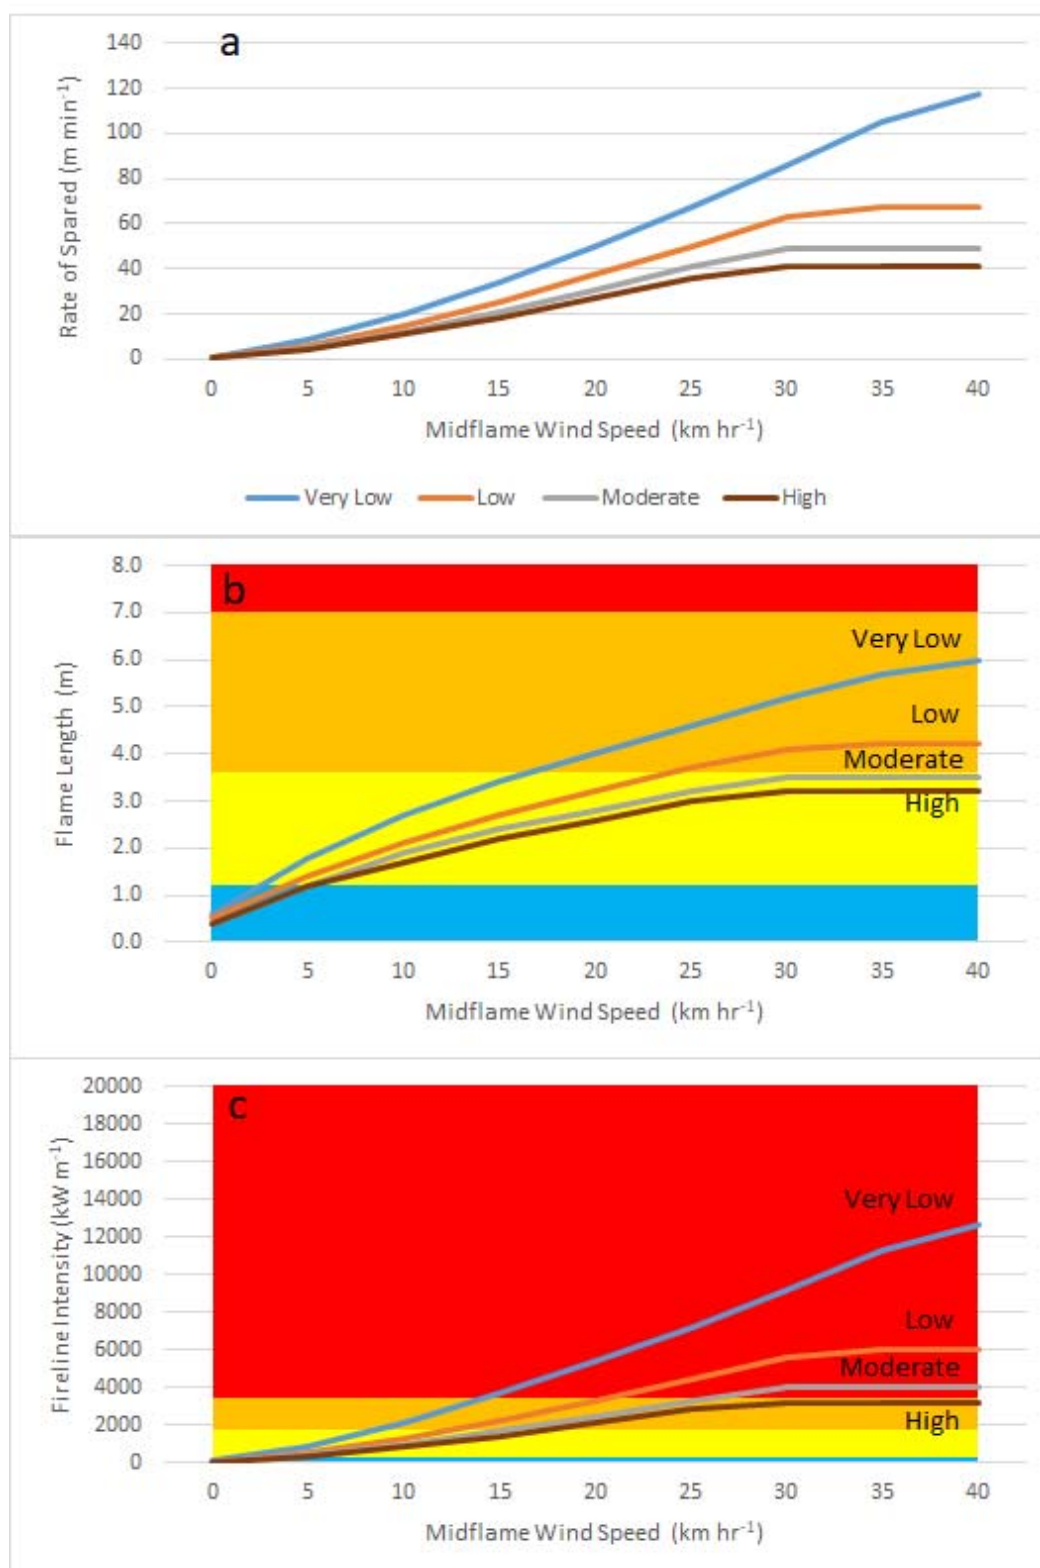 a
140
120
100
80
60
40
20
0
Rate of Spared (m min⁻¹)
0 5 10 15 20 25 30 35 40
Midflame Wind Speed (km hr⁻¹)
Very Low Low Moderate High
b
8.0
7.0
6.0
5.0
4.0
3.0
2.0
1.0
0.0
Flame Length (m)
Very Low
Low
Moderate
High
0 5 10 15 20 25 30 35 40
Midflame Wind Speed (km hr⁻¹)
c
20000
18000
16000
14000
12000
10000
8000
6000
4000
2000
0
Fireline Intensity (kW m⁻¹)
Very Low
Low
Moderate
High
0 5 10 15 20 25 30 35 40
Midflame Wind Speed (km hr⁻¹)